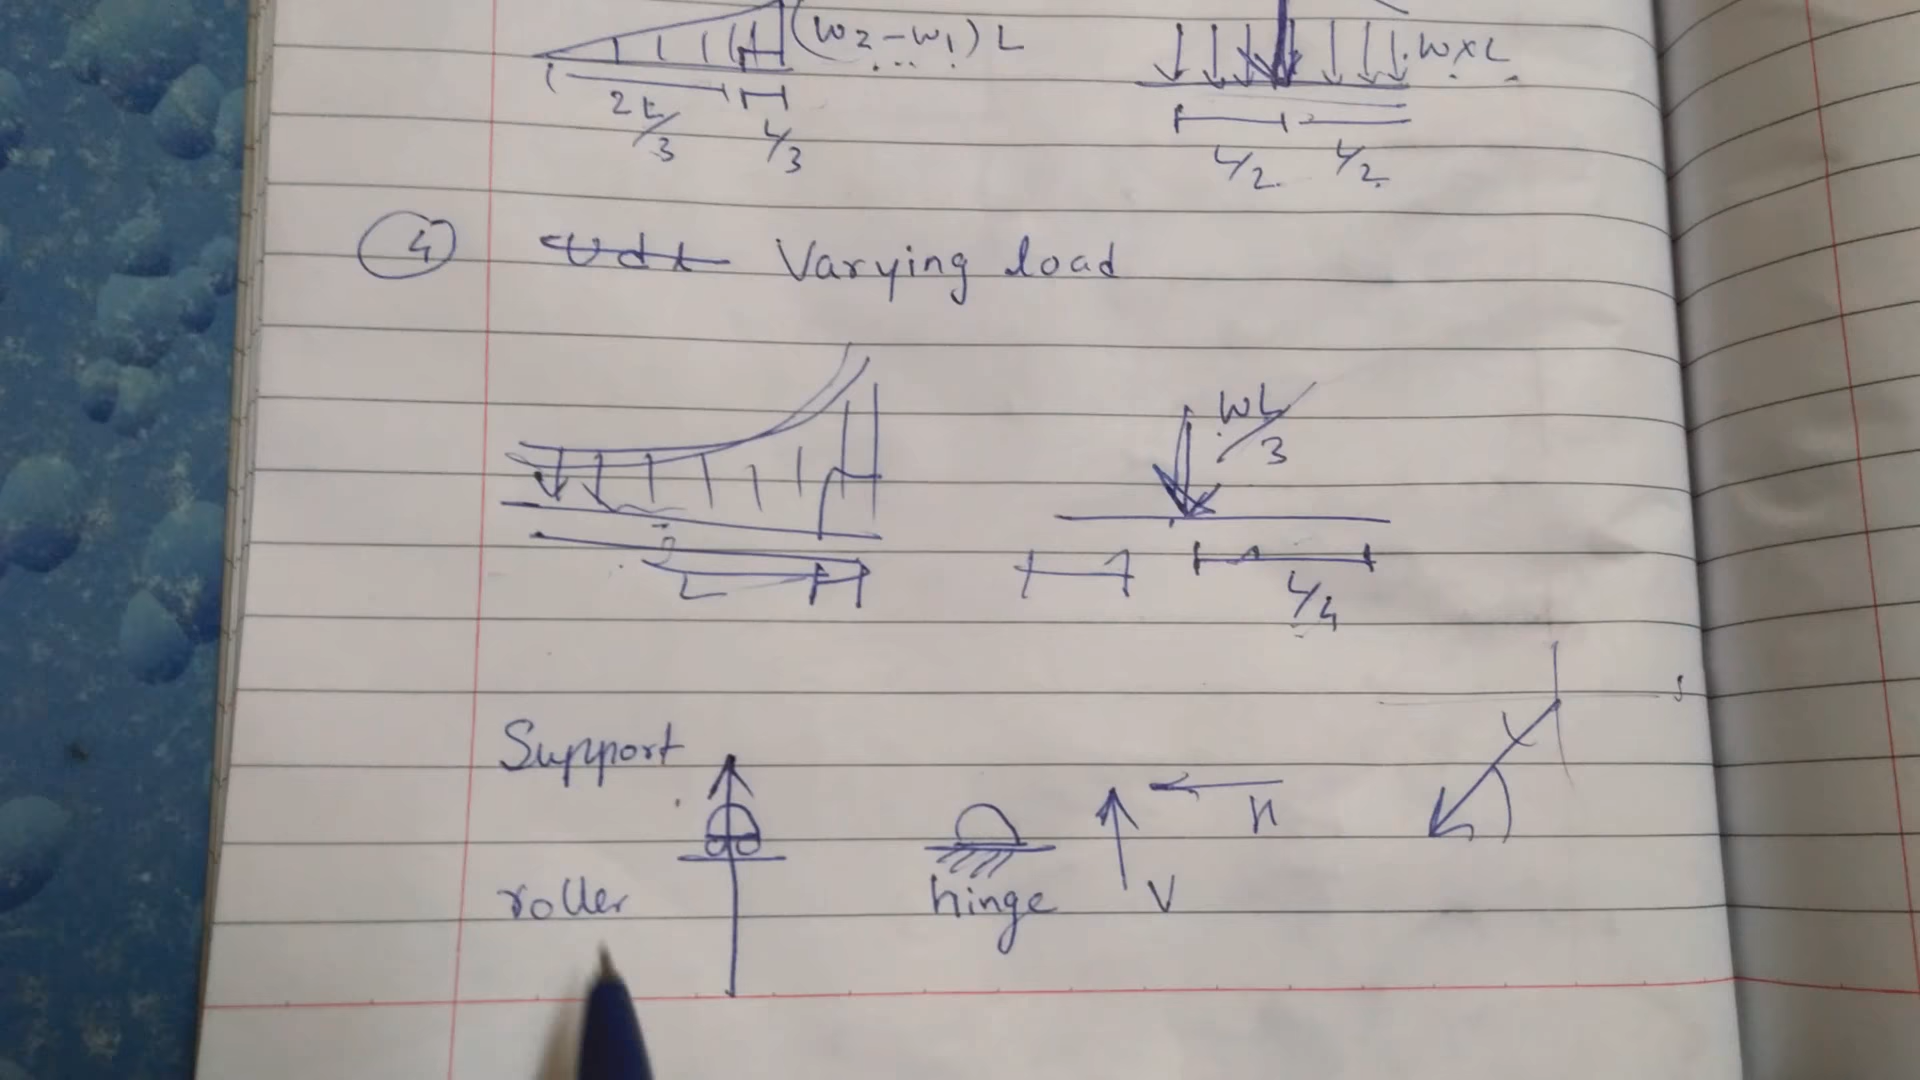 (w2-w1) L
w x L
2L/3 L/3
L/2 L/2
4 Udl Varying load
wL/3
L
L/4
Support
H
roller hinge V